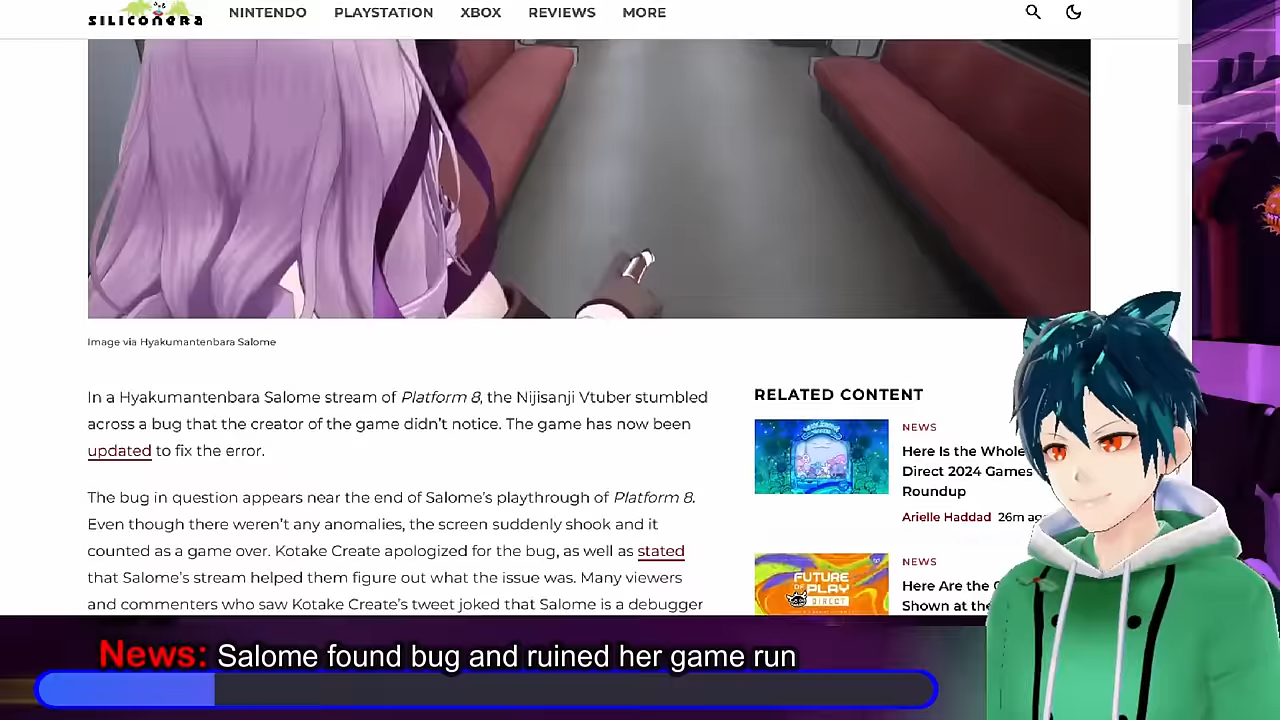 SILICONERA
NINTENDO PLAYSTATION XBOX REVIEWS MORE
Image via Hyakumantenbara Salome
In a Hyakumantenbara Salome stream of Platform 8, the Nijisanji Vtuber stumbled
across a bug that the creator of the game didn't notice. The game has now been
updated to fix the error.
The bug in question appears near the end of Salome's playthrough of Platform 8.
Even though there weren't any anomalies, the screen suddenly shook and it
counted as a game over. Kotake Create apologized for the bug, as well as stated
that Salome's stream helped them figure out what the issue was. Many viewers
and commenters who saw Kotake Create's tweet joked that Salome is a debugger
RELATED CONTENT
NEWS
Here Is the Whole
Direct 2024 Games
Roundup
Arielle Haddad 26m
FUTURE
OF PLAY
DIRECT
NEWS
Here Are the
Shown at the
News: Salome found bug and ruined her game run